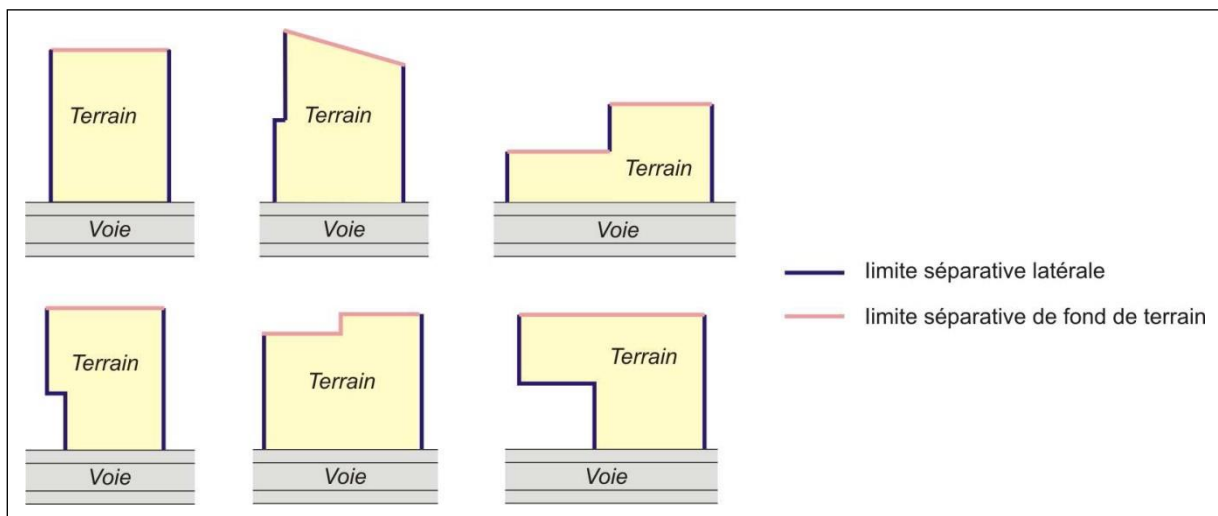 Terrain
Voie
Terrain
Voie
Terrain
Voie
limite séparative latérale
limite séparative de fond de terrain
Terrain
Voie
Terrain
Voie
Terrain
Voie